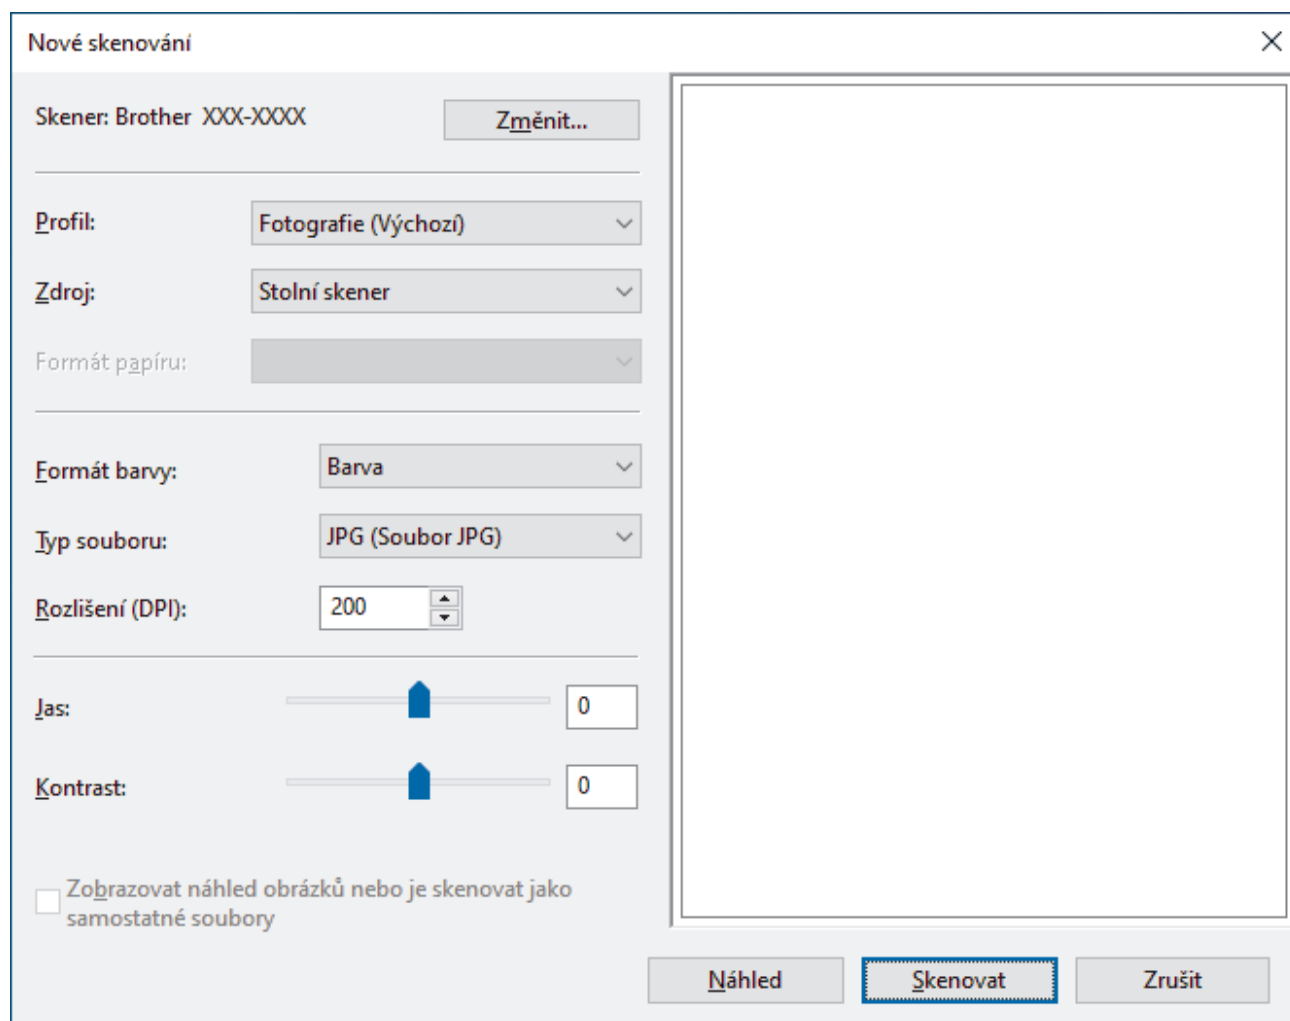 Nové skenování
Skener: Brother XXX-XXXX
Změnit...
Profil:
Fotografie (Výchozí)
Zdroj:
Stolní skener
Formát papíru:
Formát barvy:
Barva
Typ souboru:
JPG (Soubor JPG)
Rozlišení (DPI):
200
Jas:
0
Kontrast:
0
Zobrazovat náhled obrázků nebo je skenovat jako
samostatné soubory
Náhled
Skenovat
Zrušit